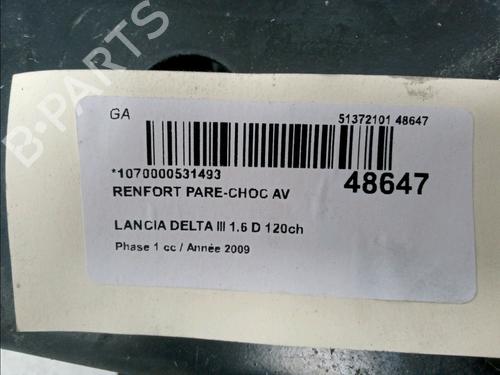 B-PARTS
GA
51372101 48647
*1070000531493
48647
RENFORT PARE-CHOC AV
LANCIA DELTA III 1.6 D 120ch
Phase 1 cc / Année 2009